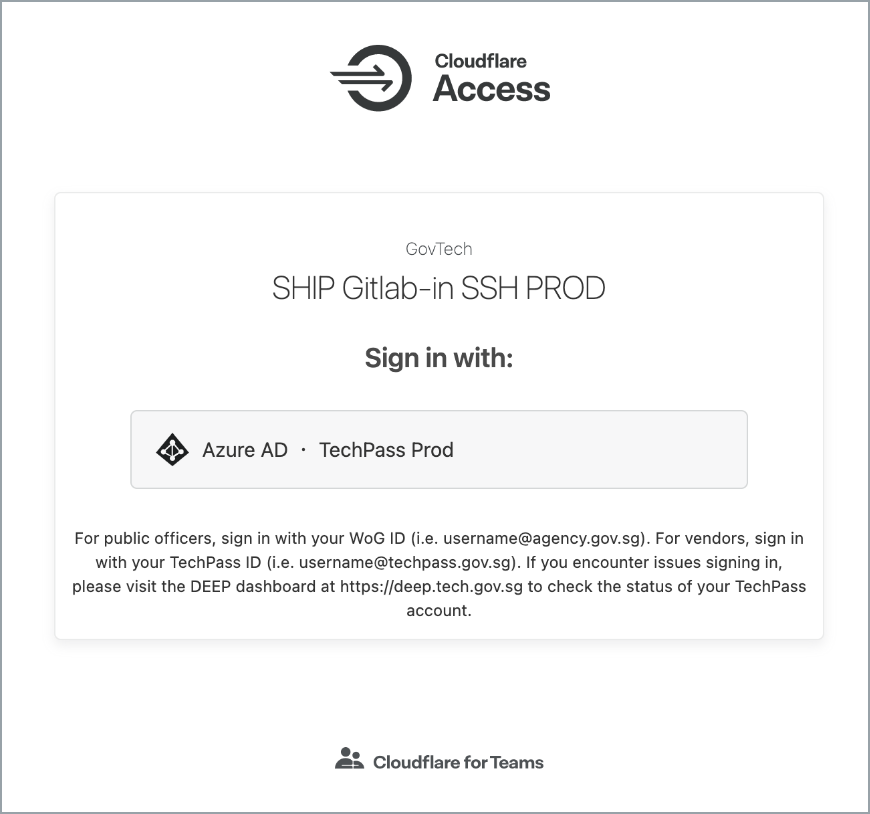 Cloudflare
Access
GovTech
SHIP Gitlab-in SSH PROD
Sign in with:
Azure AD · TechPass Prod
For public officers, sign in with your WoG ID (i.e. username@agency.gov.sg). For vendors, sign in
with your TechPass ID (i.e. username@techpass.gov.sg). If you encounter issues signing in,
please visit the DEEP dashboard at https://deep.tech.gov.sg to check the status of your TechPass
account.
Cloudflare for Teams